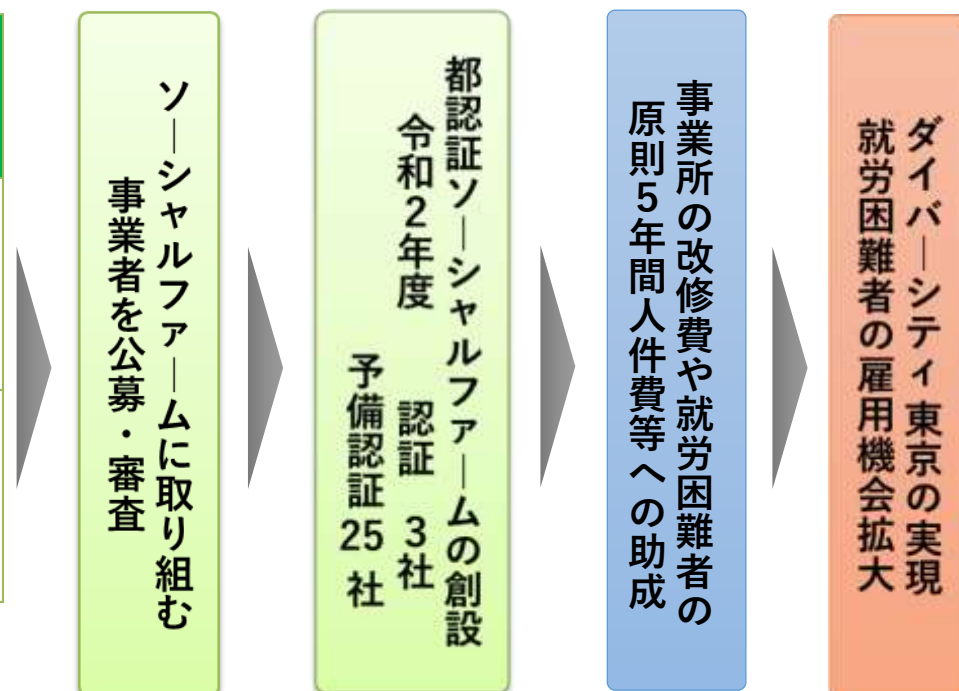 ソーシャルファームに取り組む
事業者を公募・審査
都認証ソーシャルファームの創設
令和2年度 認証 3社
予備認証 25 社
事業所の改修費や就労困難者の
原則5年間人件費等への助成
ダイバーシティ東京の実現
就労困難者の雇用機会拡大